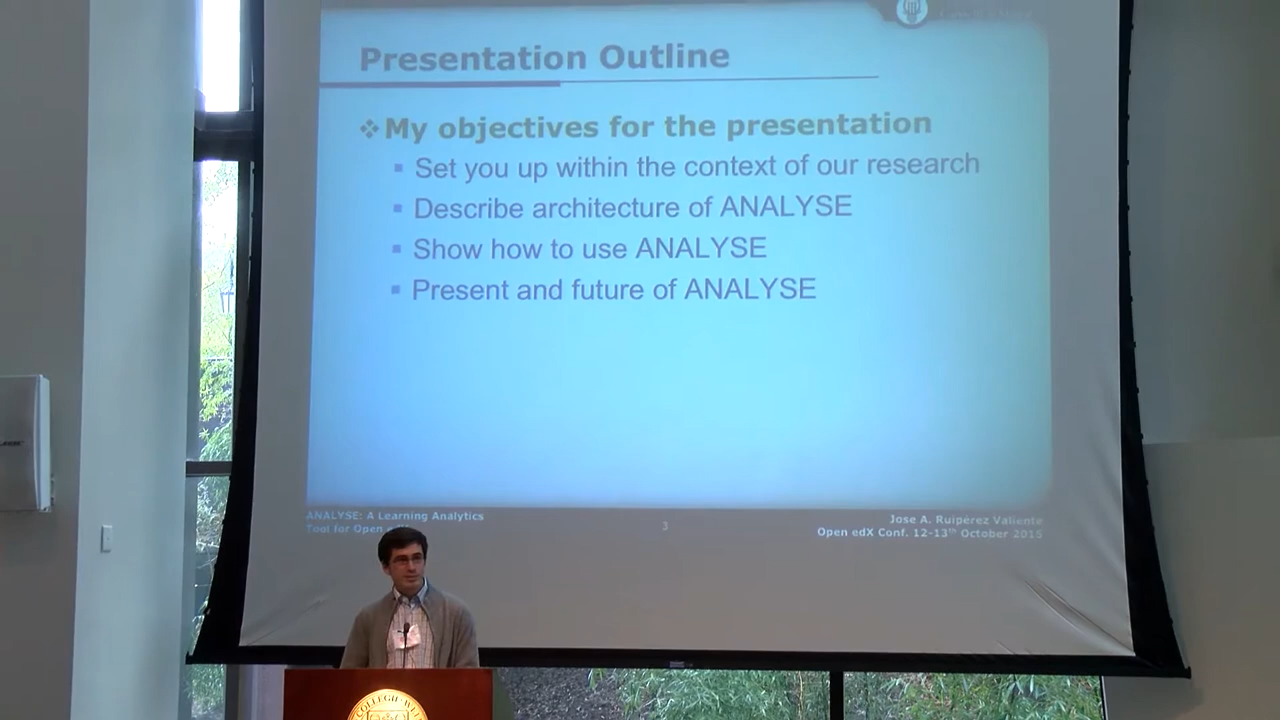 Presentation Outline
❖ My objectives for the presentation
▪ Set you up within the context of our research
▪ Describe architecture of ANALYSE
▪ Show how to use ANALYSE
▪ Present and future of ANALYSE
ANALYSE: A Learning Analytics
Tool for Open
3
Jose A. Ruipérez Valiente
Open edX Conf. 12-13th October 2015